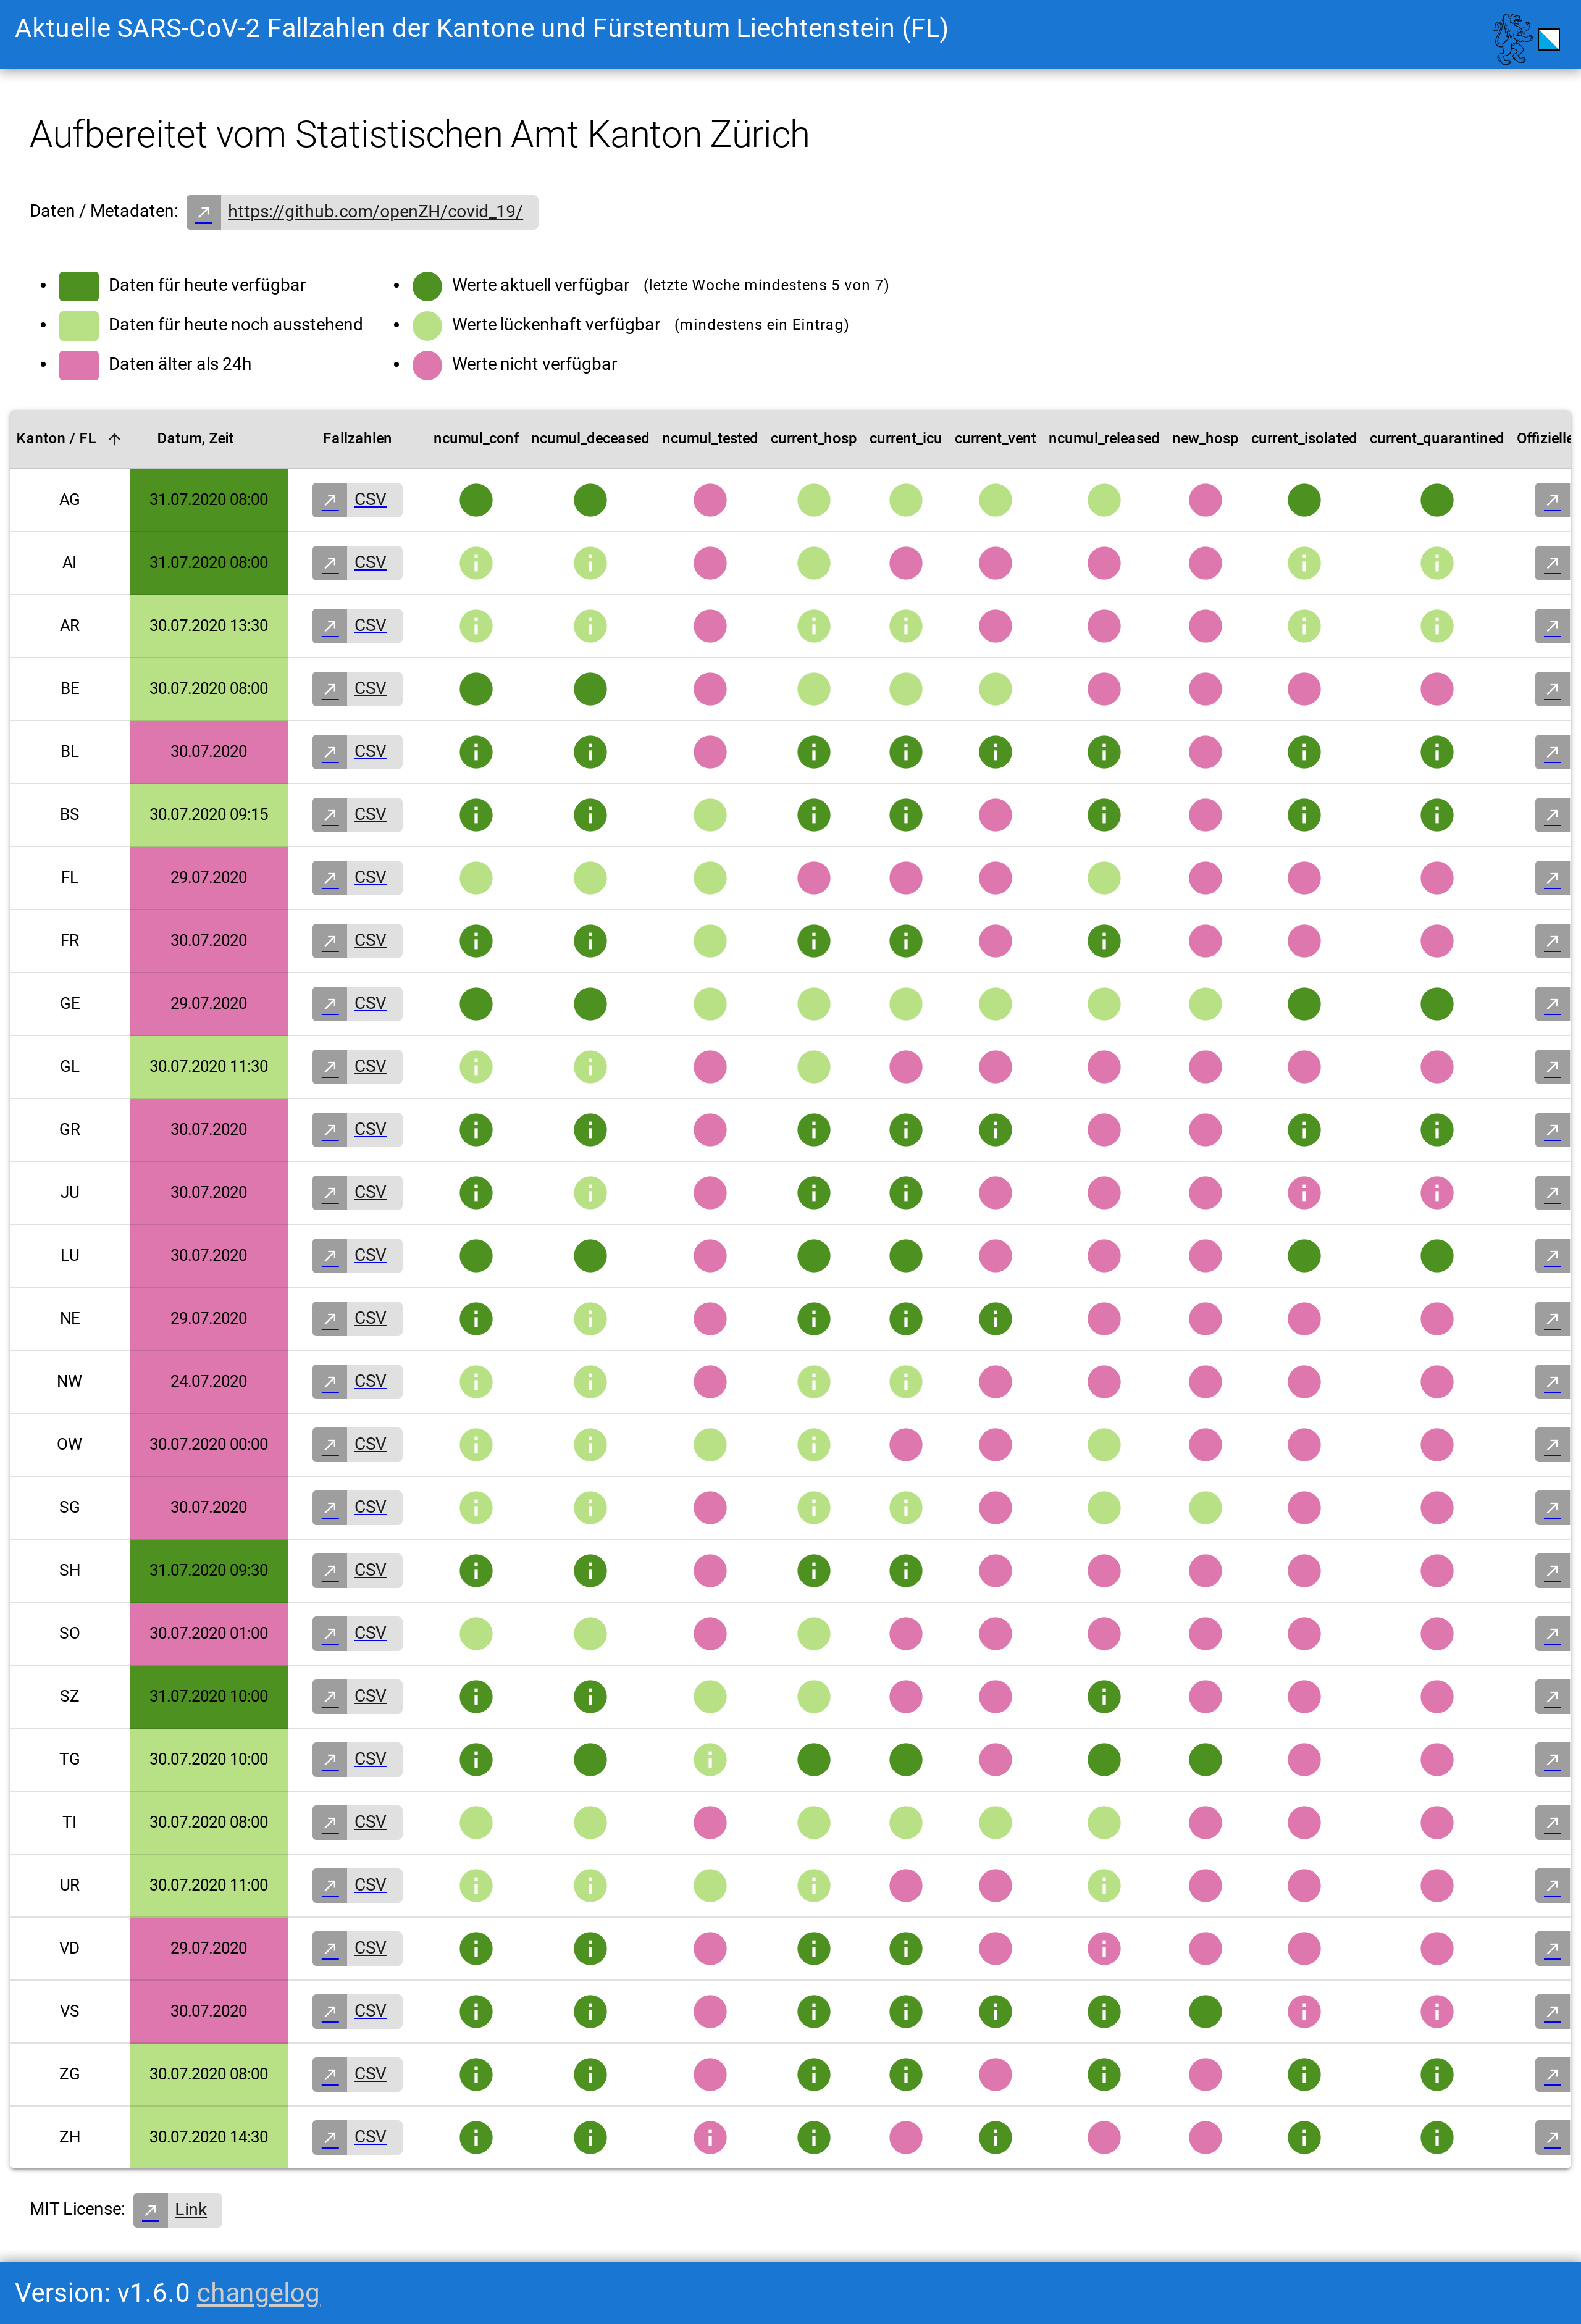 Aktuelle SARS-CoV-2 Fallzahlen der Kantone und Fürstentum Liechtenstein (FL)
Aufbereitet vom Statistischen Amt Kanton Zürich
Daten / Metadaten: https://github.com/openZH/covid_19/
Daten für heute verfügbar
Daten für heute noch ausstehend
Daten älter als 24h
Werte aktuell verfügbar (letzte Woche mindestens 5 von 7)
Werte lückenhaft verfügbar (mindestens ein Eintrag)
Werte nicht verfügbar
Kanton / FL Datum, Zeit Fallzahlen ncumul_conf ncumul_deceased ncumul_tested current_hosp current_icu current_vent ncumul_released new_hosp current_isolated current_quarantined Offizielle
AG 31.07.2020 08:00 CSV
AI 31.07.2020 08:00 CSV
AR 30.07.2020 13:30 CSV
BE 30.07.2020 08:00 CSV
BL 30.07.2020 CSV
BS 30.07.2020 09:15 CSV
FL 29.07.2020 CSV
FR 30.07.2020 CSV
GE 29.07.2020 CSV
GL 30.07.2020 11:30 CSV
GR 30.07.2020 CSV
JU 30.07.2020 CSV
LU 30.07.2020 CSV
NE 29.07.2020 CSV
NW 24.07.2020 CSV
OW 30.07.2020 00:00 CSV
SG 30.07.2020 CSV
SH 31.07.2020 09:30 CSV
SO 30.07.2020 01:00 CSV
SZ 31.07.2020 10:00 CSV
TG 30.07.2020 10:00 CSV
TI 30.07.2020 08:00 CSV
UR 30.07.2020 11:00 CSV
VD 29.07.2020 CSV
VS 30.07.2020 CSV
ZG 30.07.2020 08:00 CSV
ZH 30.07.2020 14:30 CSV
MIT License: Link
Version: v1.6.0 changelog